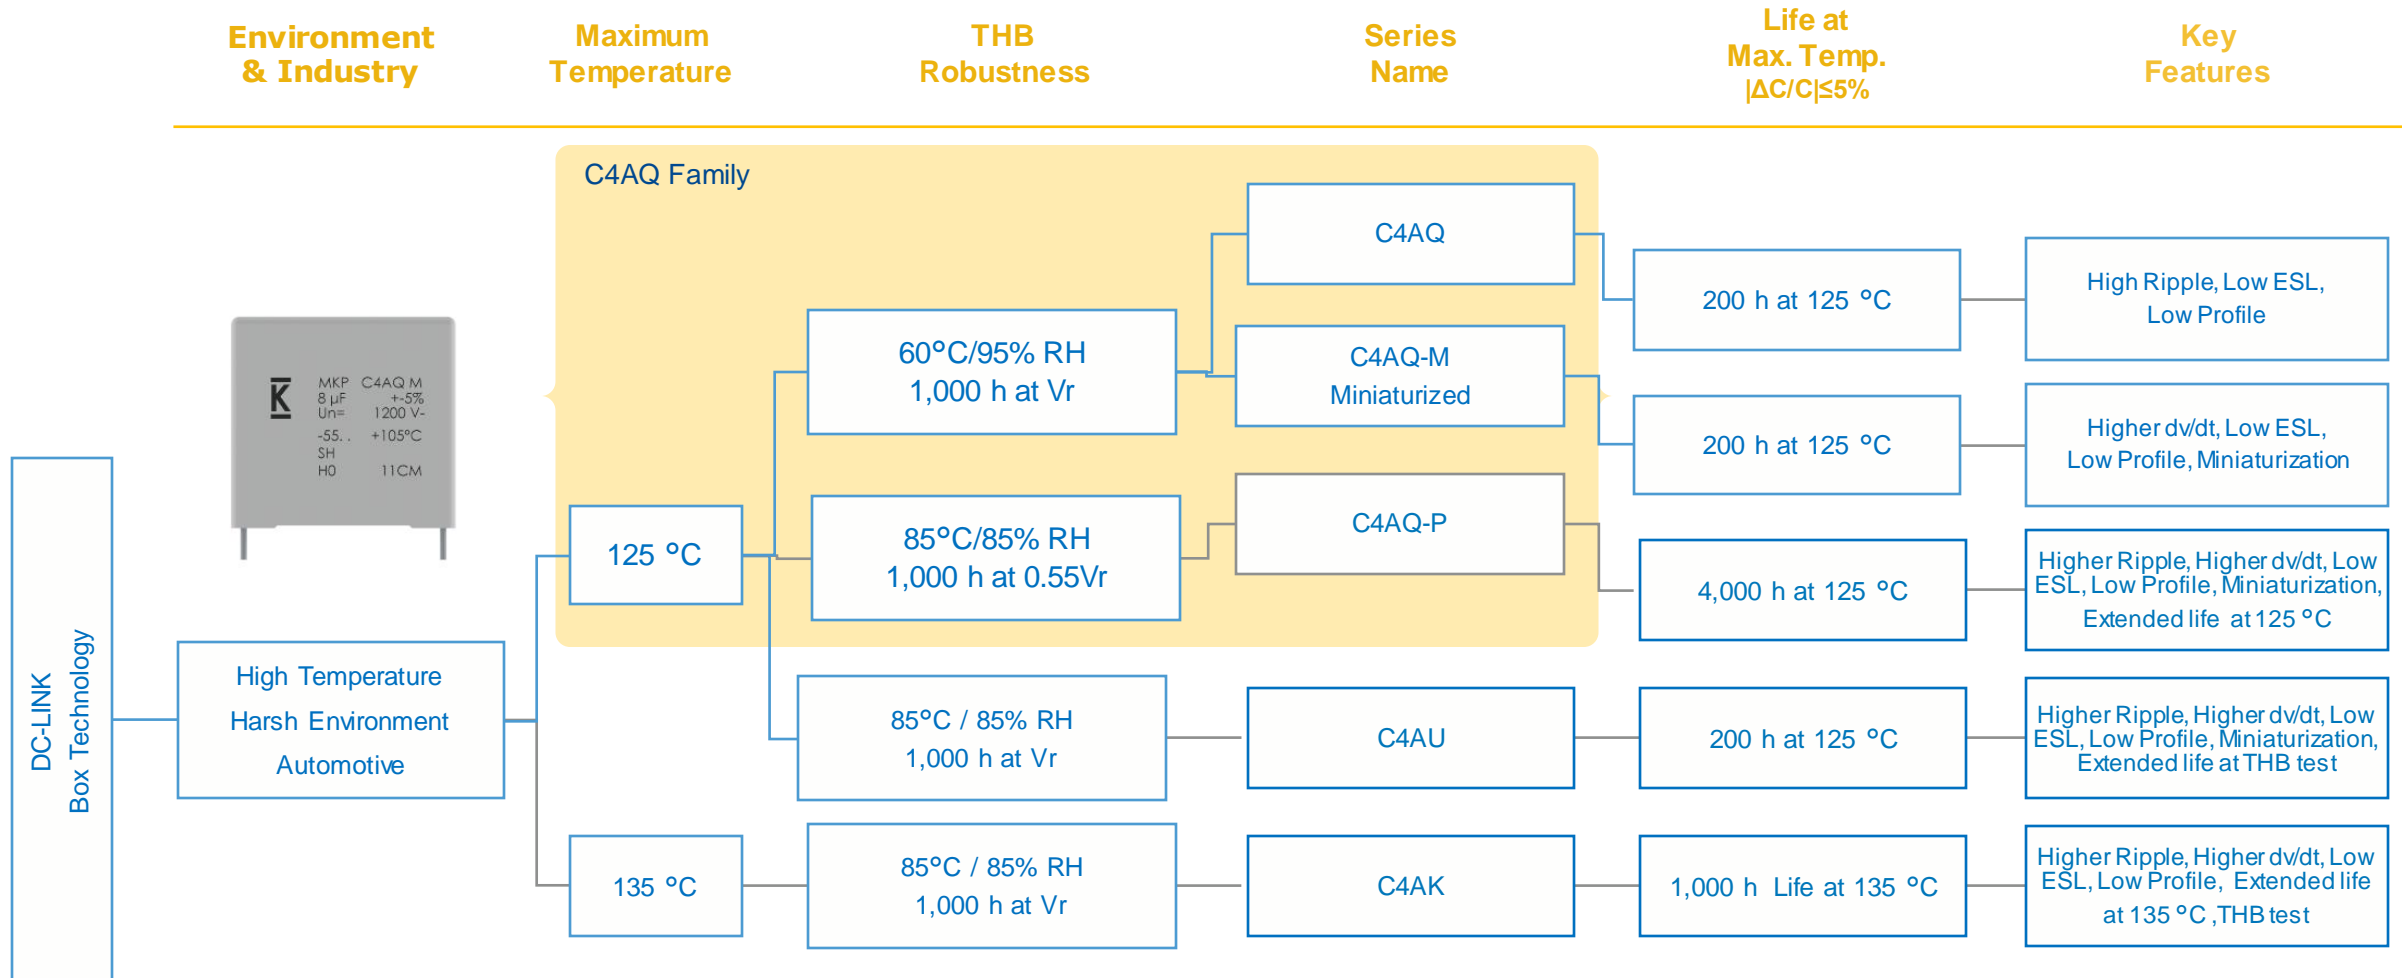 Environment
& Industry
Maximum
Temperature
THB
Robustness
Series
Name
Life at
Max. Temp.
|ΔC/C|≤5%
Key
Features
C4AQ Family
MKP C4AQ M
8 µF +-5%
Un= 1200 V-
-55. . +105°C
SH
H0 11CM
DC-LINK
Box Technology
High Temperature
Harsh Environment
Automotive
125 °C
135 °C
60°C/95% RH
1,000 h at Vr
85°C/85% RH
1,000 h at 0.55Vr
85°C / 85% RH
1,000 h at Vr
85°C / 85% RH
1,000 h at Vr
C4AQ
C4AQ-M
Miniaturized
C4AQ-P
C4AU
C4AK
200 h at 125 °C
200 h at 125 °C
4,000 h at 125 °C
200 h at 125 °C
1,000 h Life at 135 °C
High Ripple, Low ESL,
Low Profile
Higher dv/dt, Low ESL,
Low Profile, Miniaturization
Higher Ripple, Higher dv/dt, Low
ESL, Low Profile, Miniaturization,
Extended life at 125 °C
Higher Ripple, Higher dv/dt, Low
ESL, Low Profile, Miniaturization,
Extended life at THB test
Higher Ripple, Higher dv/dt, Low
ESL, Low Profile, Extended life
at 135 °C ,THB test